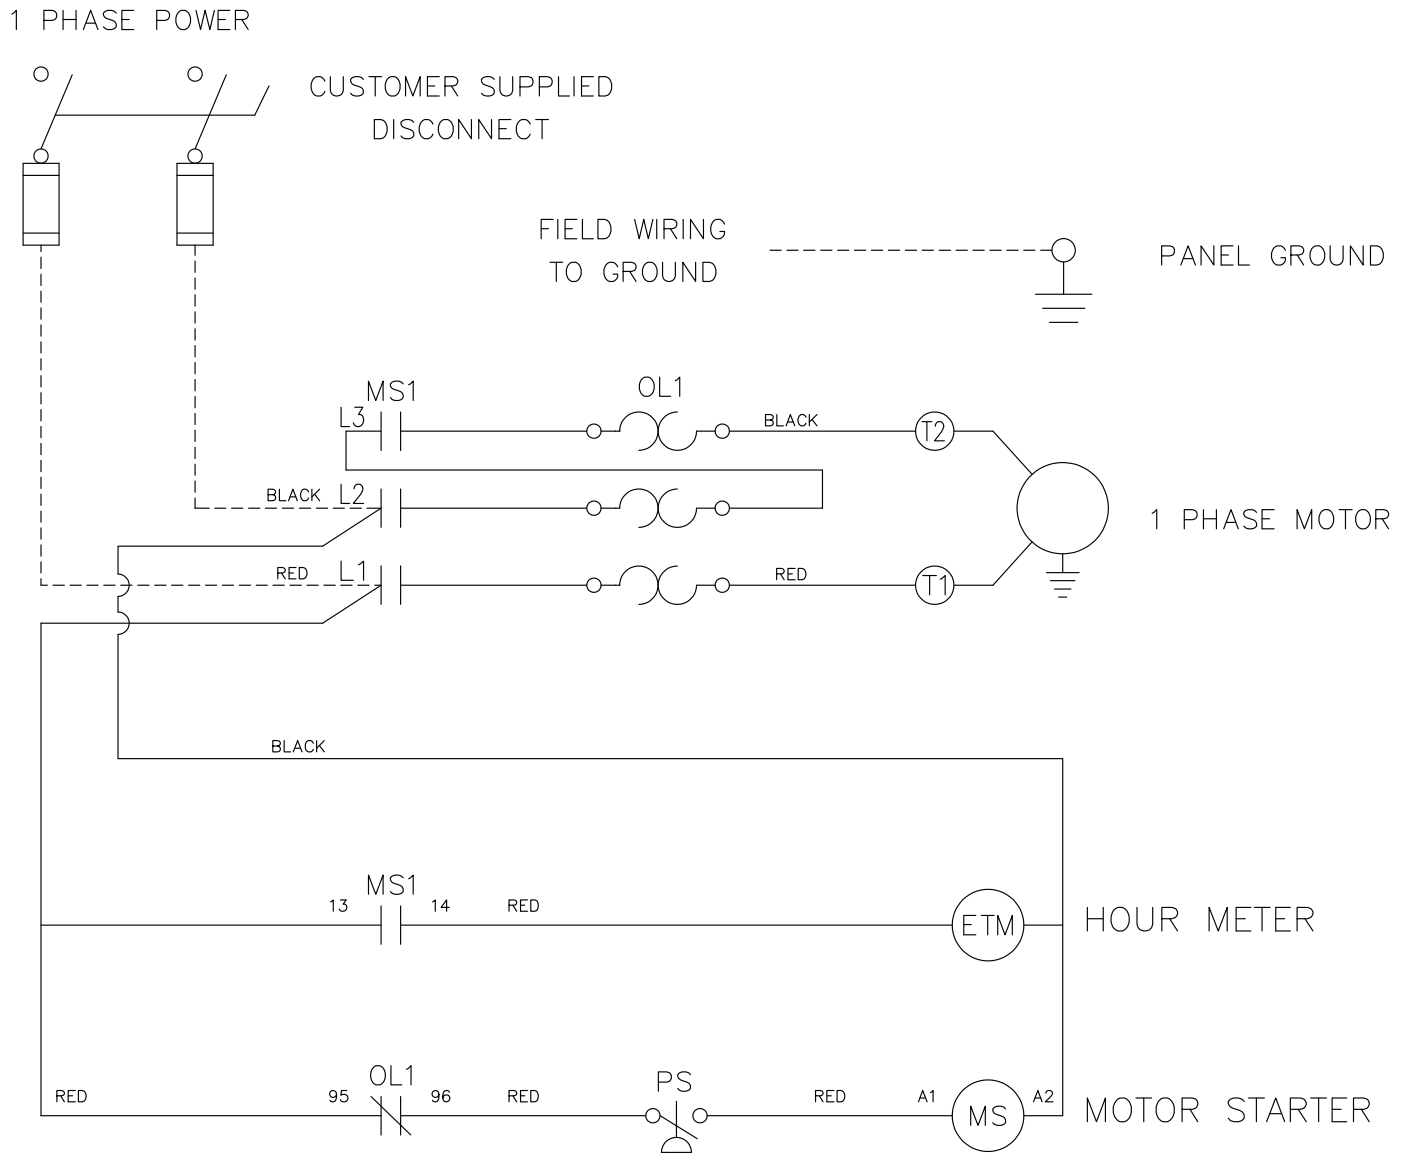 1 PHASE POWER
CUSTOMER SUPPLIED
DISCONNECT
FIELD WIRING
TO GROUND
PANEL GROUND
MS1
OL1
L3
BLACK
T2
BLACK
L2
1 PHASE MOTOR
RED
L1
RED
T1
BLACK
MS1
13
14
RED
ETM
HOUR METER
OL1
PS
RED
95
96
RED
RED
A1
MS
A2
MOTOR STARTER